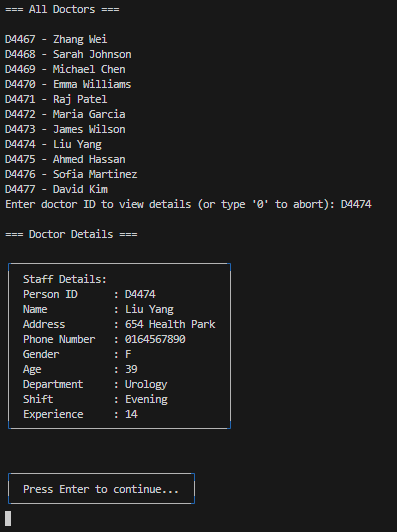 === All Doctors ===
D4467 - Zhang Wei
D4468 - Sarah Johnson
D4469 - Michael Chen
D4470 - Emma Williams
D4471 - Raj Patel
D4472 - Maria Garcia
D4473 - James Wilson
D4474 - Liu Yang
D4475 - Ahmed Hassan
D4476 - Sofia Martinez
D4477 - David Kim
Enter doctor ID to view details (or type '0' to abort): D4474
=== Doctor Details ===
Staff Details:
Person ID : D4474
Name : Liu Yang
Address : 654 Health Park
Phone Number : 0164567890
Gender : F
Age : 39
Department : Urology
Shift : Evening
Experience : 14
Press Enter to continue...